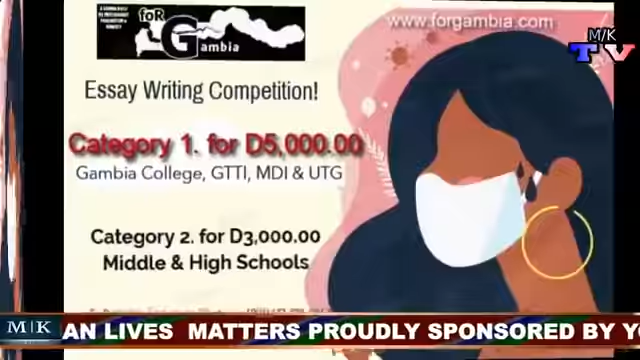 foR
Gambia
www.forgambia.com
M/K
TV
Essay Writing Competition!
Category 1. for D5,000.00
Gambia College, GTTI, MDI & UTG
Category 2. for D3,000.00
Middle & High Schools
M|K
AN LIVES MATTERS PROUDLY SPONSORED BY